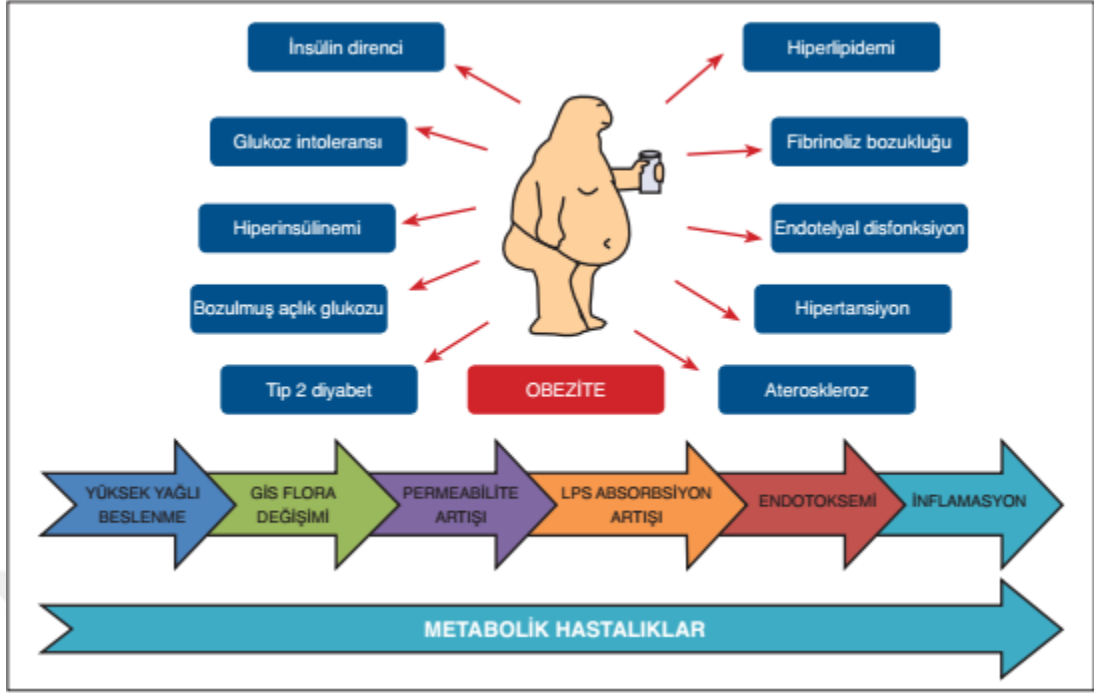 İnsülin direnci
Hiperlipidemi
Glukoz intoleransı
Fibrinoliz bozukluğu
Hiperinsülinemi
Endotelyal disfonksiyon
Bozulmuş açlık glukozu
Hipertansiyon
Tip 2 diyabet
OBEZİTE
Ateroskleroz
YÜKSEK YAĞLI
BESLENME
GİS FLORA
DEĞİŞİMİ
PERMEABİLİTE
ARTIŞI
LPS ABSORBSİYON
ARTIŞI
ENDOTOKSEMİ
İNFLAMASYON
METABOLİK HASTALIKLAR